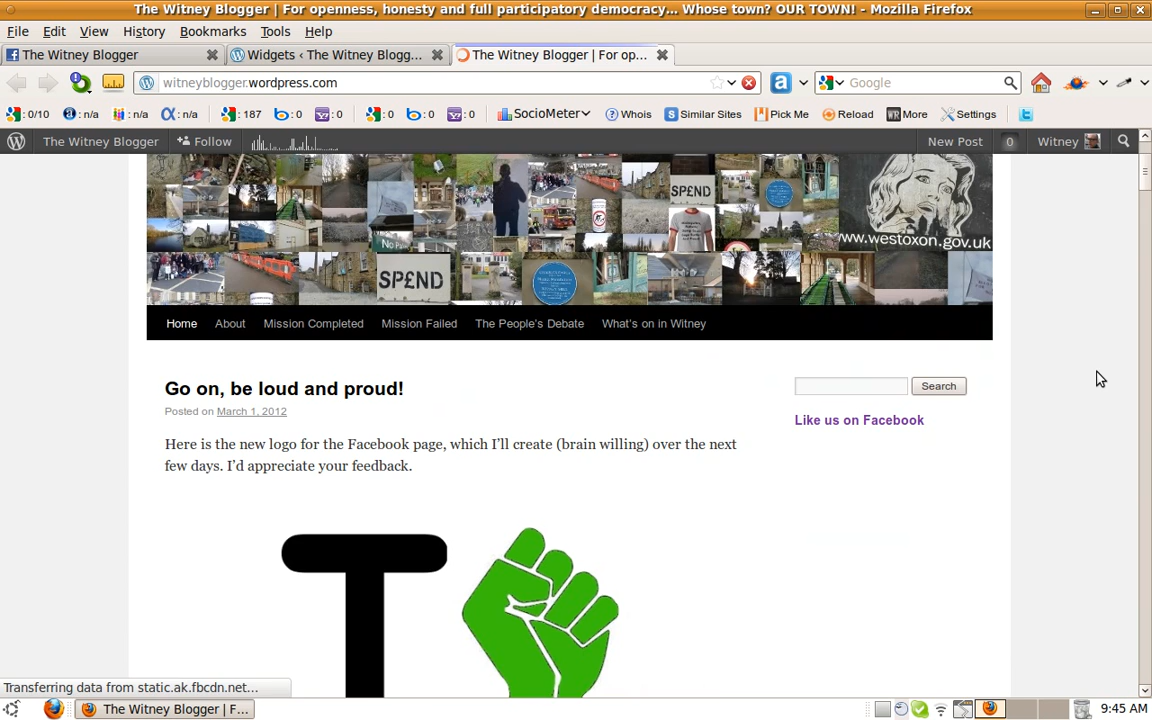 The Witney Blogger | For openness, honesty and full participatory democracy... Whose town? OUR TOWN! - Mozilla Firefox
File Edit View History Bookmarks Tools Help
The Witney Blogger
Widgets ‹ The Witney Blogg...
The Witney Blogger | For op...
witneyblogger.wordpress.com
Google
: 0/10 : n/a : n/a : n/a : 187 : 0 : 0 : 0 : 0 : 0 SocioMeter Whois Similar Sites Pick Me Reload More Settings
The Witney Blogger Follow New Post 0 Witney
SP£ND
www.westoxon.gov.uk
No
SP£ND
Home About Mission Completed Mission Failed The People's Debate What's on in Witney
Go on, be loud and proud!
Posted on March 1, 2012
Here is the new logo for the Facebook page, which I'll create (brain willing) over the next
few days. I'd appreciate your feedback.
Search
Like us on Facebook
T
Transferring data from static.ak.fbcdn.net...
The Witney Blogger | F...
9:45 AM